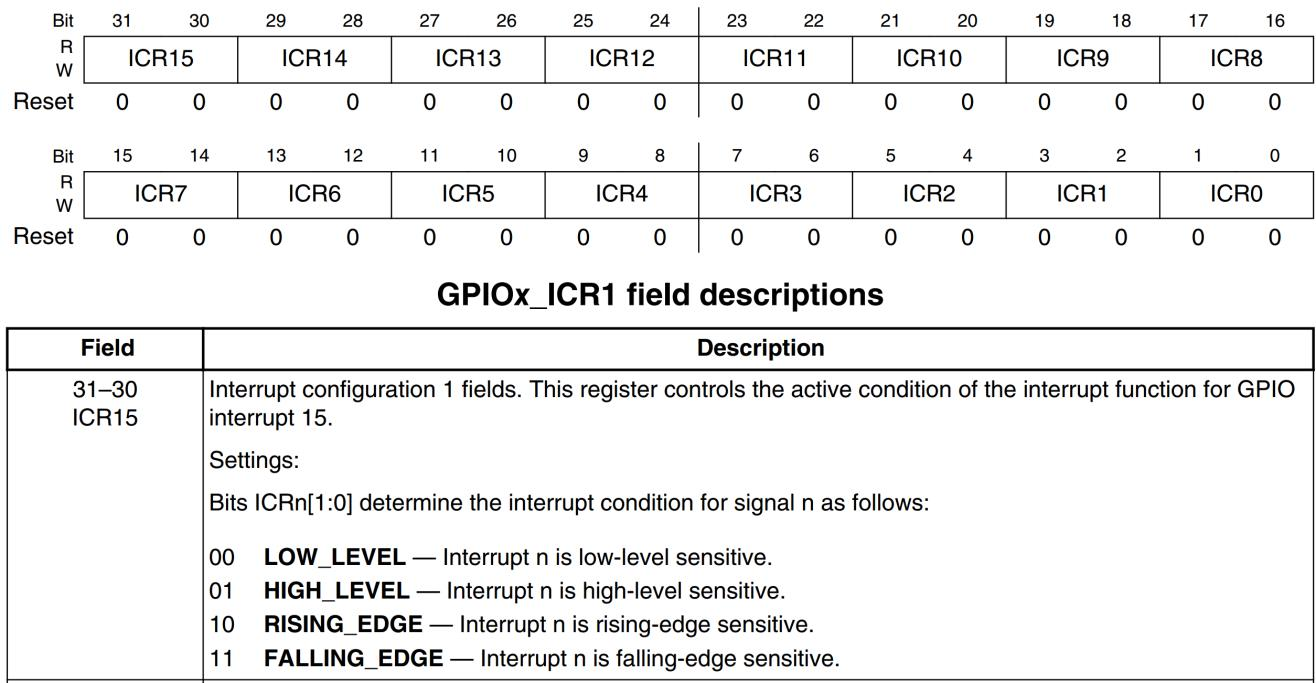 Bit 31 30 29 28 27 26 25 24 23 22 21 20 19 18 17 16
R
W
ICR15 ICR14 ICR13 ICR12 ICR11 ICR10 ICR9 ICR8
Reset 0 0 0 0 0 0 0 0 0 0 0 0 0 0 0 0
Bit 15 14 13 12 11 10 9 8 7 6 5 4 3 2 1 0
R
W
ICR7 ICR6 ICR5 ICR4 ICR3 ICR2 ICR1 ICR0
Reset 0 0 0 0 0 0 0 0 0 0 0 0 0 0 0 0
GPIOx_ICR1 field descriptions
Field Description
31–30
ICR15
Interrupt configuration 1 fields. This register controls the active condition of the interrupt function for GPIO
interrupt 15.
Settings:
Bits ICRn[1:0] determine the interrupt condition for signal n as follows:
00 LOW_LEVEL — Interrupt n is low-level sensitive.
01 HIGH_LEVEL — Interrupt n is high-level sensitive.
10 RISING_EDGE — Interrupt n is rising-edge sensitive.
11 FALLING_EDGE — Interrupt n is falling-edge sensitive.